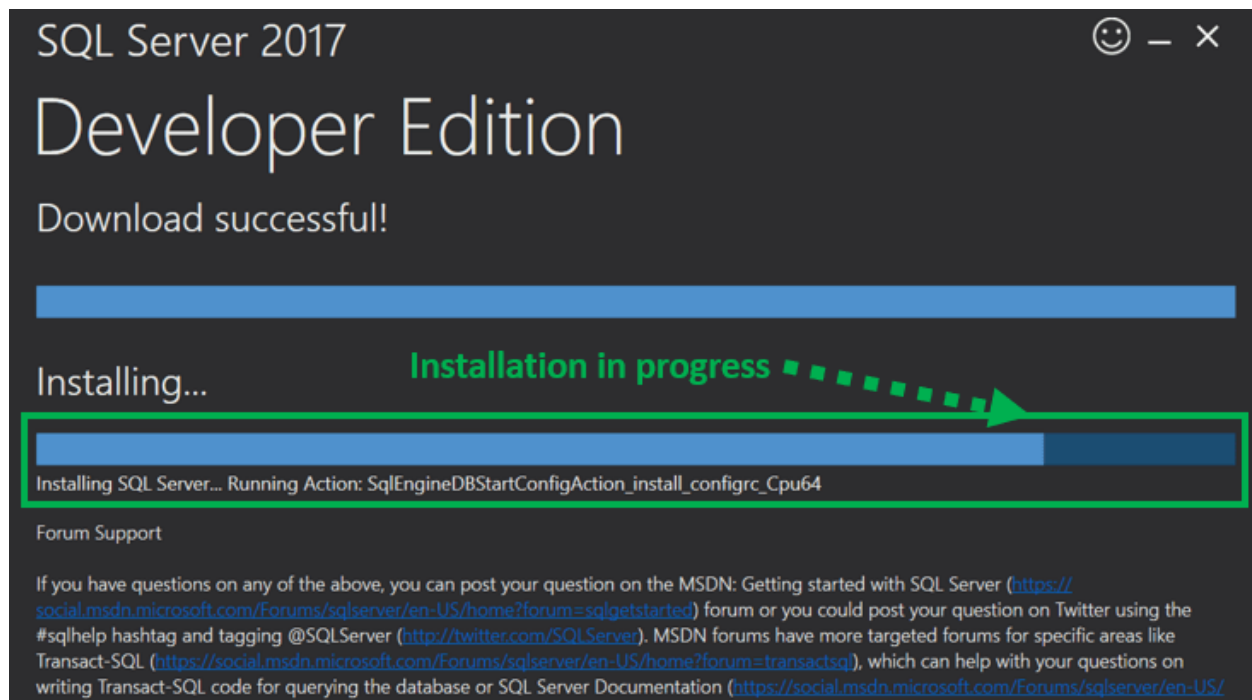 SQL Server 2017
Developer Edition
Download successful!
Installation in progress
Installing...
Installing SQL Server... Running Action: SqlEngineDBStartConfigAction_install_configrc_Cpu64
Forum Support
If you have questions on any of the above, you can post your question on the MSDN: Getting started with SQL Server (https://
social.msdn.microsoft.com/Forums/sqlserver/en-US/home?forum=sqlgetstarted) forum or you could post your question on Twitter using the
#sqlhelp hashtag and tagging @SQLServer (http://twitter.com/SQLServer). MSDN forums have more targeted forums for specific areas like
Transact-SQL (https://social.msdn.microsoft.com/Forums/sqlserver/en-US/home?forum=transactsql), which can help with your questions on
writing Transact-SQL code for querying the database or SQL Server Documentation (https://social.msdn.microsoft.com/Forums/sqlserver/en-US/